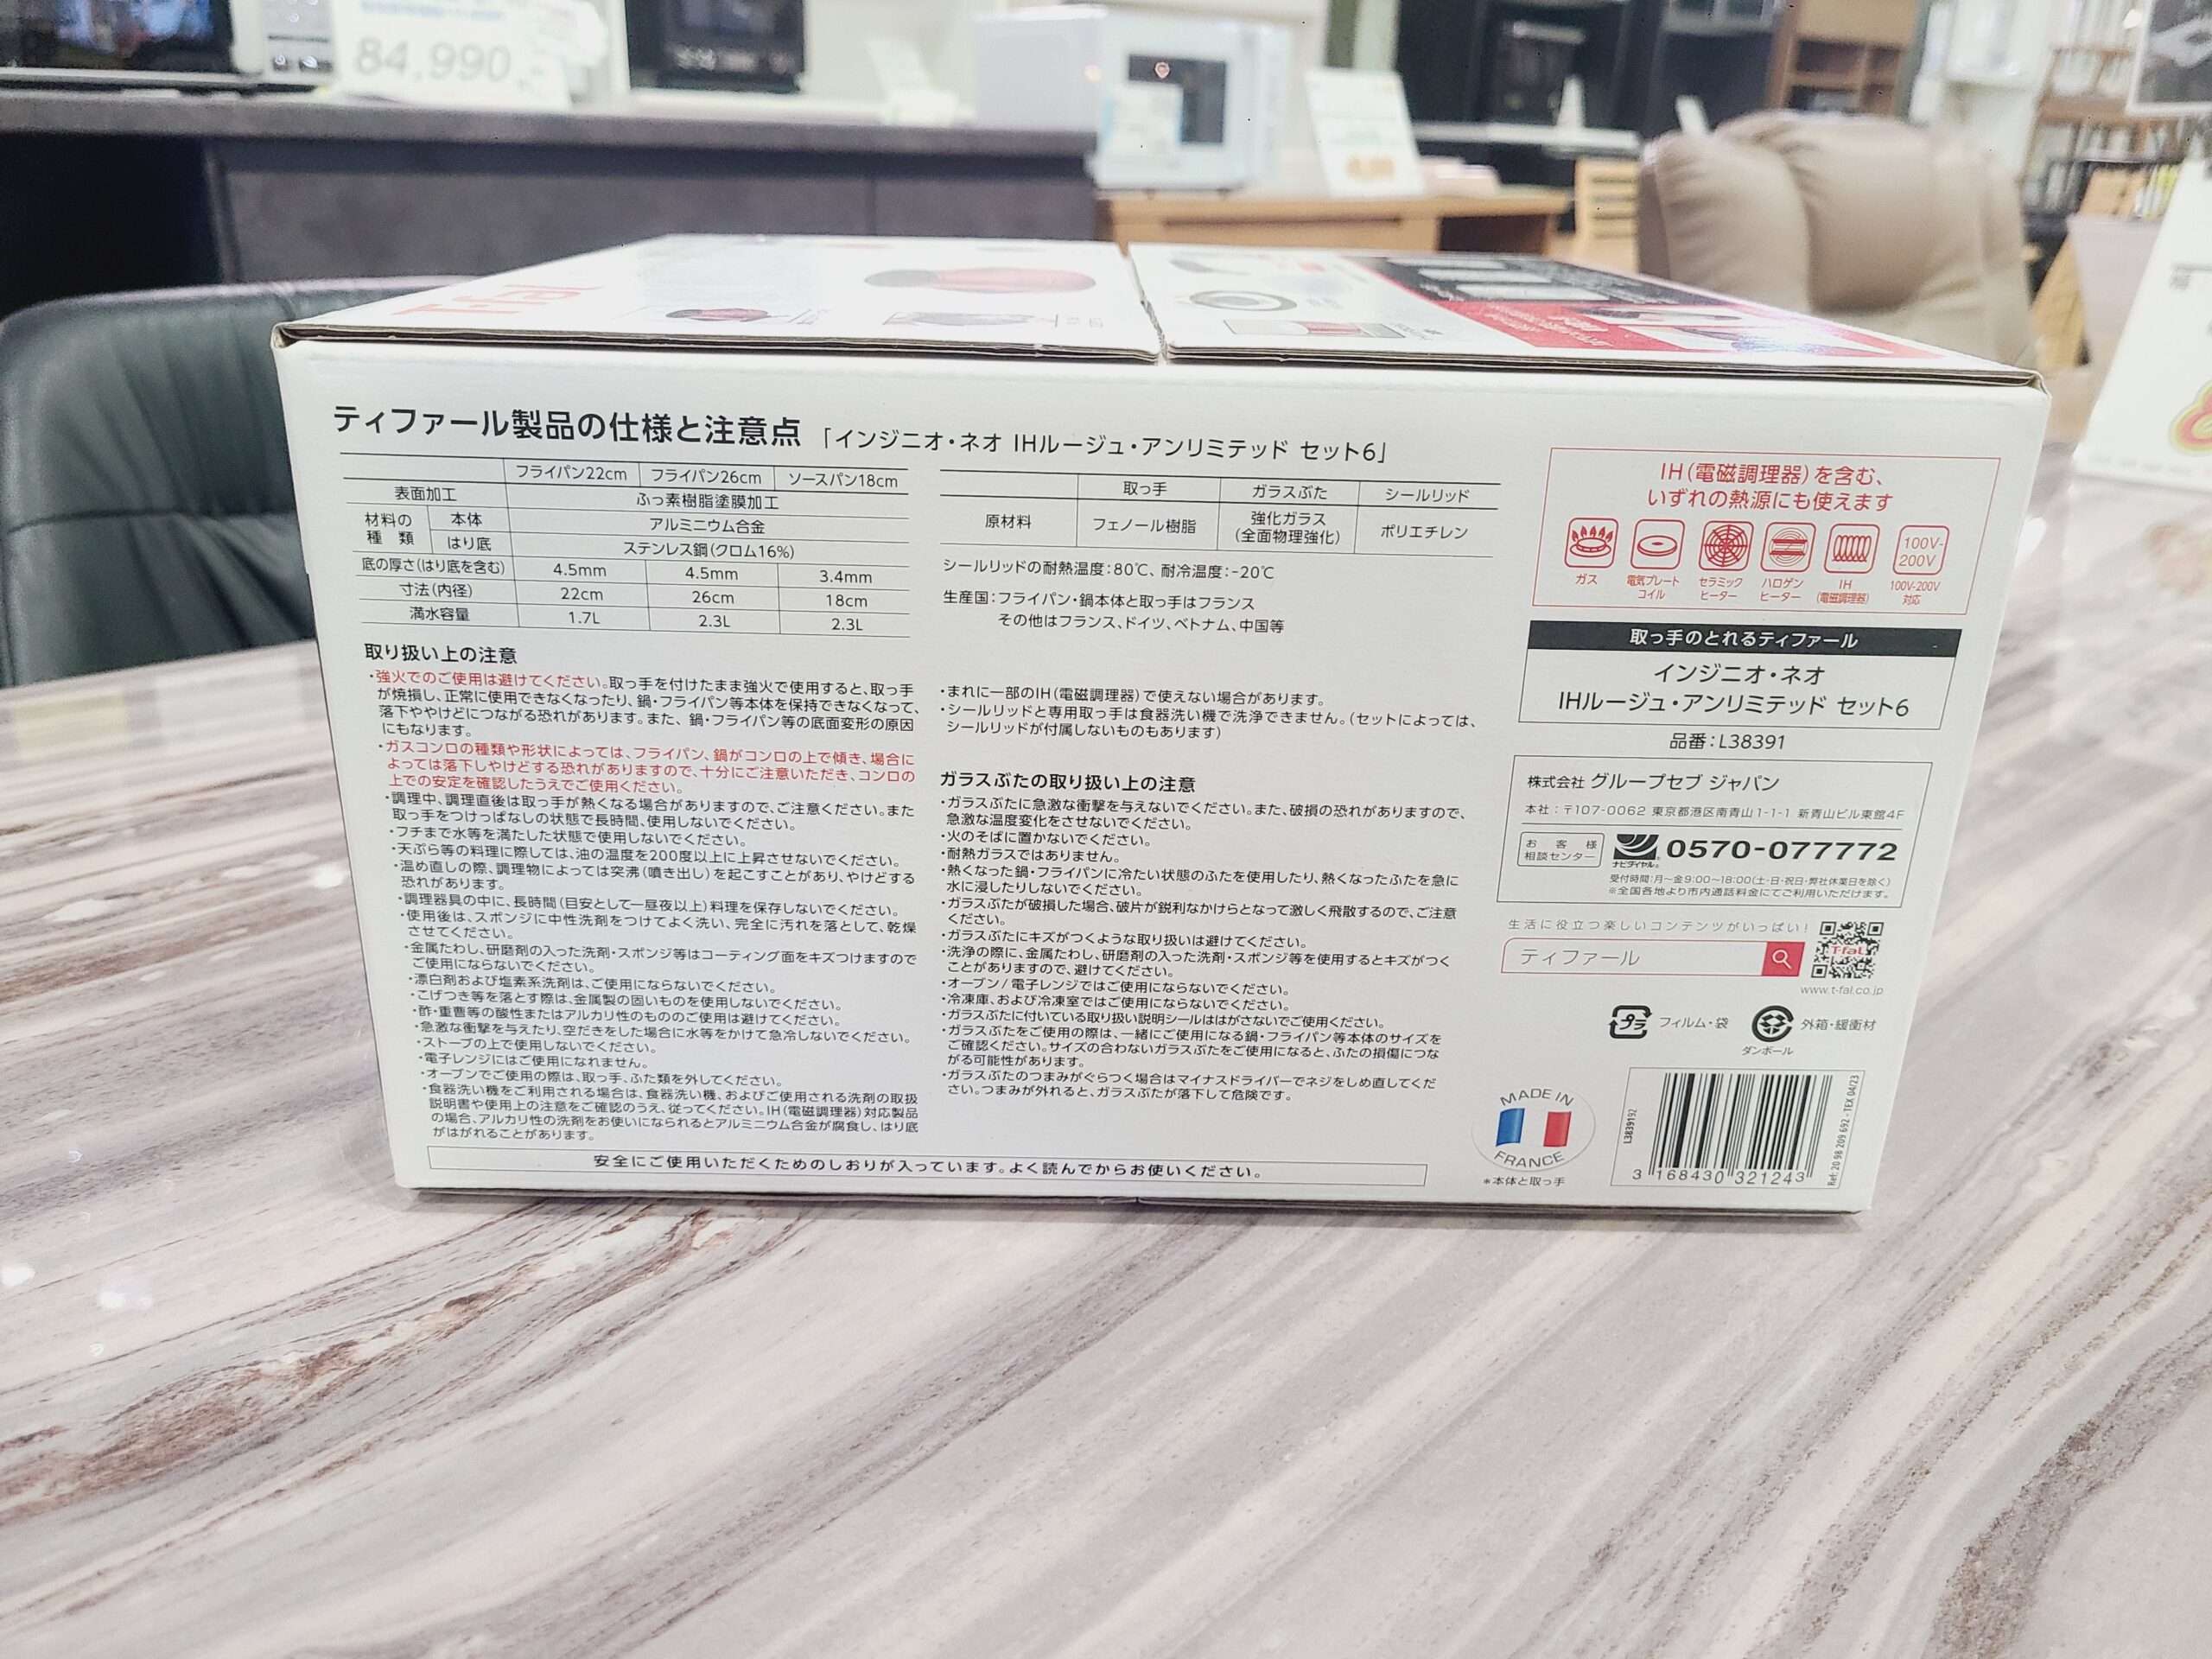 84,990
T-fal
ティファール製品の仕様と注意点 「インジニオ・ネオ IHルージュ・アンリミテッド セット6」
フライパン22cm フライパン26cm ソースパン18cm
表面加工 ふっ素樹脂塗膜加工
材料の種類 本体 アルミニウム合金
はり底 ステンレス鋼(クロム16%)
底の厚さ(はり底を含む) 4.5mm 4.5mm 3.4mm
寸法(内径) 22cm 26cm 18cm
満水容量 1.7L 2.3L 2.3L
取り扱い上の注意
・強火でのご使用は避けてください。取っ手を付けたまま強火で使用すると、取っ手
が焼損し、正常に使用できなくなったり、鍋・フライパン等本体を保持できなくなって、
落下ややけどにつながる恐れがあります。また、鍋・フライパン等の底面変形の原因
にもなります。
・ガスコンロの種類や形状によっては、フライパン、鍋がコンロの上で傾き、場合に
よっては落下しやけどする恐れがありますので、十分にご注意いただき、コンロの
上での安定を確認したうえでご使用ください。
・調理中、調理直後は取っ手が熱くなる場合がありますので、ご注意ください。また
取っ手をつけっぱなしの状態で長時間、使用しないでください。
・フチまで水等を満たした状態で使用しないでください。
・天ぷら等の料理に際しては、油の温度を200度以上に上昇させないでください。
・温め直しの際、調理物によっては突沸(噴き出し)を起こすことがあり、やけどする
恐れがあります。
・調理器具の中に、長時間(目安として一昼夜以上)料理を保存しないでください。
・使用後は、スポンジに中性洗剤をつけてよく洗い、完全に汚れを落として、乾燥
させてください。
・金属たわし、研磨剤の入った洗剤・スポンジ等はコーティング面をキズつけますので
ご使用にならないでください。
・漂白剤および塩素系洗剤は、ご使用にならないでください。
・こげつき等を落とす際は、金属製の固いものを使用しないでください。
・酢・重曹等の酸性またはアルカリ性のもののご使用は避けてください。
・急激な衝撃を与えたり、空だきをした場合に水等をかけて急冷しないでください。
・ストーブの上で使用しないでください。
・電子レンジにはご使用になれません。
・オーブンでご使用の際は、取っ手、ふた類を外してください。
・食器洗い機をご利用される場合は、食器洗い機、およびご使用される洗剤の取扱
説明書や使用上の注意をご確認のうえ、従ってください。IH(電磁調理器)対応製品
の場合、アルカリ性の洗剤をお使いになられるとアルミニウム合金が腐食し、はり底
がはがれることがあります。
取っ手 ガラスぶた シールリッド
原材料 フェノール樹脂 強化ガラス(全面物理強化) ポリエチレン
シールリッドの耐熱温度:80℃、耐冷温度:-20℃
生産国:フライパン・鍋本体と取っ手はフランス
その他はフランス、ドイツ、ベトナム、中国等
・まれに一部のIH(電磁調理器)で使えない場合があります。
・シールリッドと専用取っ手は食器洗い機で洗浄できません。(セットによっては、
シールリッドが付属しないものもあります)
ガラスぶたの取り扱い上の注意
・ガラスぶたに急激な衝撃を与えないでください。また、破損の恐れがありますので、
急激な温度変化をさせないでください。
・火のそばに置かないでください。
・耐熱ガラスではありません。
・熱くなった鍋・フライパンに冷たい状態のふたを使用したり、熱くなったふたを急に
水に浸したりしないでください。
・ガラスぶたが破損した場合、破片が鋭利なかけらとなって激しく飛散するので、ご注意
ください。
・ガラスぶたにキズがつくような取り扱いは避けてください。
・洗浄の際に、金属たわし、研磨剤の入った洗剤・スポンジ等を使用するとキズがつく
ことがありますので、避けてください。
・オーブン/電子レンジではご使用にならないでください。
・冷凍庫、および冷凍室ではご使用にならないでください。
・ガラスぶたに付いている取り扱い説明シールははがさないでご使用ください。
・ガラスぶたをご使用の際は、一緒にご使用になる鍋・フライパン等本体のサイズを
ご確認ください。サイズの合わないガラスぶたをご使用になると、ふたの損傷につな
がる可能性があります。
・ガラスぶたのつまみがぐらつく場合はマイナスドライバーでネジをしめ直してくだ
さい。つまみが外れると、ガラスぶたが落下して危険です。
安全にご使用いただくためのしおりが入っています。よく読んでからお使いください。
IH(電磁調理器)を含む、
いずれの熱源にも使えます
100V-
200V
ガス 電気プレートコイル セラミックヒーター ハロゲンヒーター IH(電磁調理器) 100V-200V対応
取っ手のとれるティファール
インジニオ・ネオ
IHルージュ・アンリミテッド セット6
品番:L38391
株式会社 グループセブ ジャパン
本社:〒107-0062 東京都港区南青山1-1-1 新青山ビル東館4F
お客様相談センター ナビダイヤル 0570-077772
受付時間:月〜金9:00〜18:00(土・日・祝日・弊社休業日を除く)
※全国各地より市内通話料金にてご利用いただけます。
生活に役立つ楽しいコンテンツがいっぱい!
ティファール
T-fal
www.t-fal.co.jp
プラ フィルム・袋 外箱・緩衝材
ダンボール
MADE IN
FRANCE
*本体と取っ手
L3839192
3 168430 321243
Ref: 20 98 209 692 - TEX 04/23